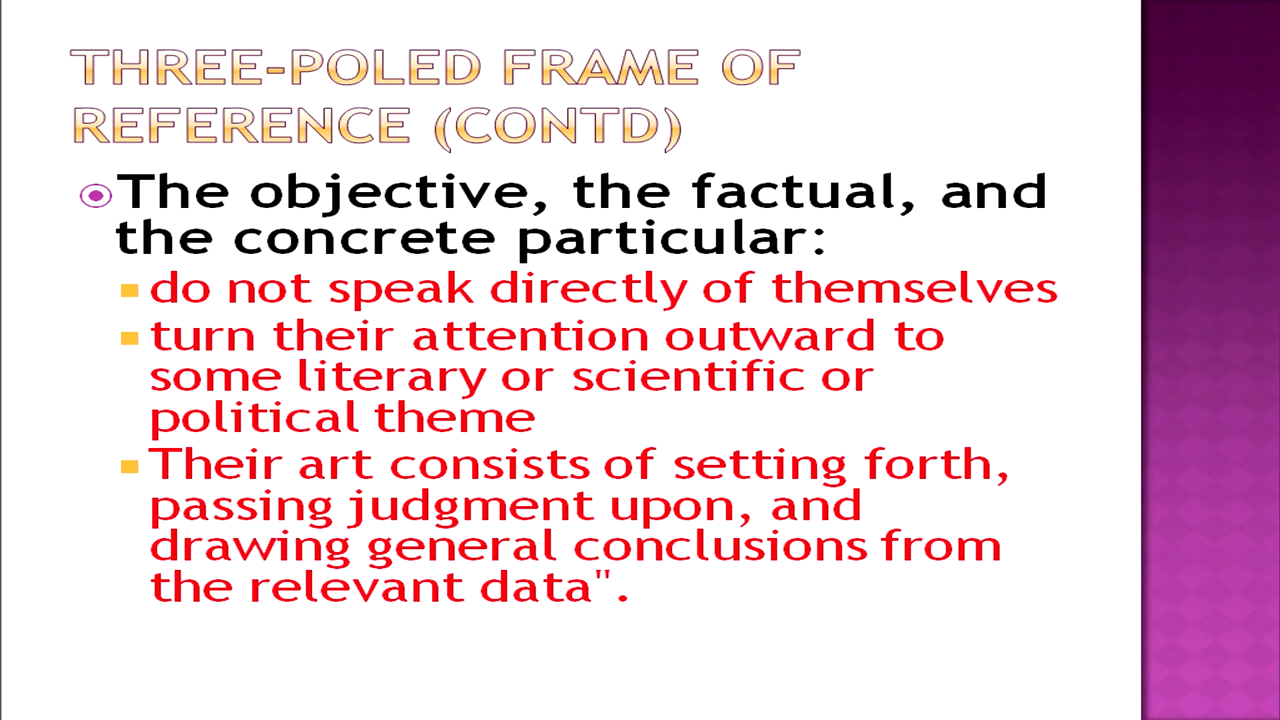 THREE-POLED FRAME OF
REFERENCE (CONTD)
The objective, the factual, and
the concrete particular:
do not speak directly of themselves
turn their attention outward to
some literary or scientific or
political theme
Their art consists of setting forth,
passing judgment upon, and
drawing general conclusions from
the relevant data".